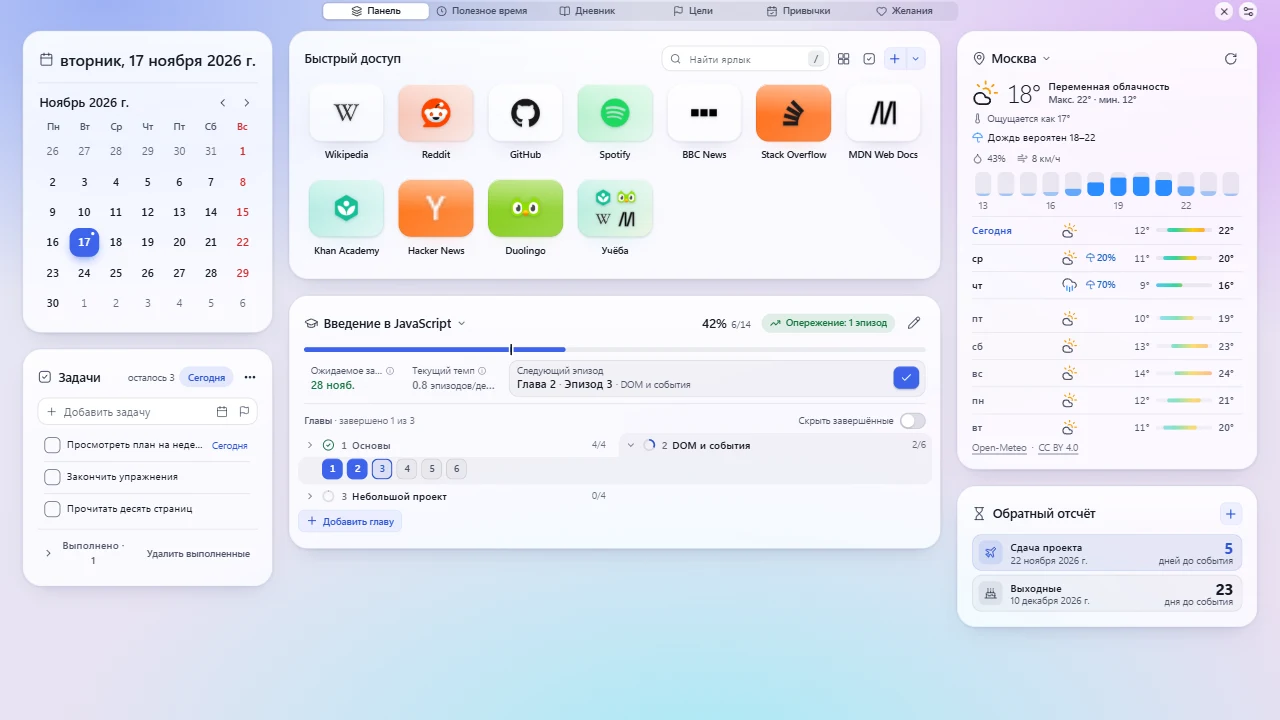 Панель
Полезное время
Дневник
Цели
Привычки
Желания
вторник, 17 ноября 2026 г.
Ноябрь 2026 г.
Пн Вт Ср Чт Пт Сб Вс
26 27 28 29 30 31 1
2 3 4 5 6 7 8
9 10 11 12 13 14 15
16 17 18 19 20 21 22
23 24 25 26 27 28 29
30 1 2 3 4 5 6
Задачи
осталось 3
Сегодня
Добавить задачу
Просмотреть план на неде...
Сегодня
Закончить упражнения
Прочитать десять страниц
Выполнено · 1
Удалить выполненные
Быстрый доступ
Найти ярлык
/
Wikipedia
Reddit
GitHub
Spotify
BBC News
Stack Overflow
MDN Web Docs
Khan Academy
Hacker News
Duolingo
Учёба
Введение в JavaScript
42% 6/14
Опережение: 1 эпизод
Ожидаемое за...
28 нояб.
Текущий темп
0.8 эпизодов/де...
Следующий эпизод
Глава 2 · Эпизод 3 · DOM и события
Главы · завершено 1 из 3
Скрыть завершённые
1 Основы 4/4
2 DOM и события 2/6
1 2 3 4 5 6
3 Небольшой проект 0/4
Добавить главу
Москва
18°
Переменная облачность
Макс. 22° · мин. 12°
Ощущается как 17°
Дождь вероятен 18–22
43%
8 км/ч
13 16 19 22
Сегодня 12° 22°
ср 20% 11° 20°
чт 70% 9° 16°
пт 10° 19°
сб 13° 23°
вс 14° 24°
пн 12° 21°
вт 11° 20°
Open-Meteo · CC BY 4.0
Обратный отсчёт
Сдача проекта
22 ноября 2026 г.
5
дней до события
Выходные
10 декабря 2026 г.
23
дня до события